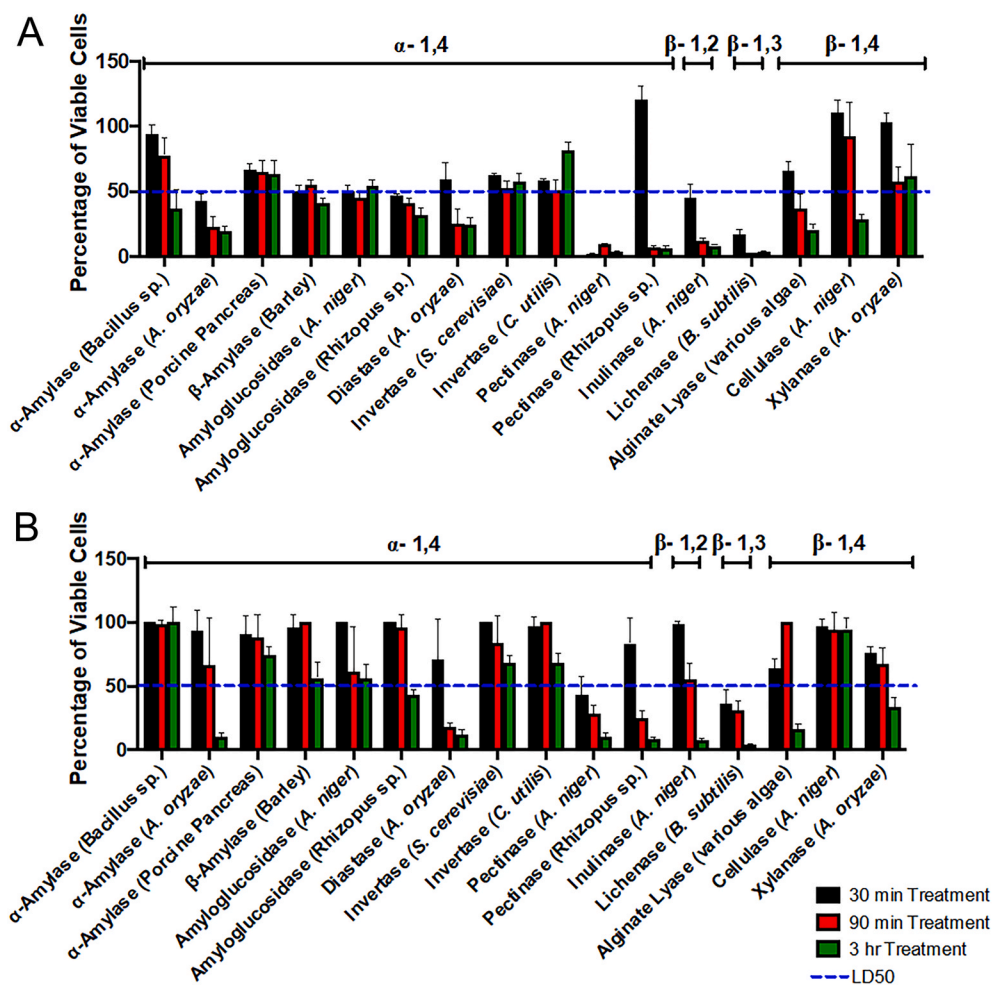 A
α- 1,4
β- 1,2
β- 1,3
β- 1,4
Percentage of Viable Cells
150
100
50
0
α-Amylase (Bacillus sp.)
α-Amylase (A. oryzae)
α-Amylase (Porcine Pancreas)
β-Amylase (Barley)
Amyloglucosidase (A. niger)
Amyloglucosidase (Rhizopus sp.)
Diastase (A. oryzae)
Invertase (S. cerevisiae)
Invertase (C. utilis)
Pectinase (A. niger)
Pectinase (Rhizopus sp.)
Inulinase (A. niger)
Lichenase (B. subtilis)
Alginate Lyase (various algae)
Cellulase (A. niger)
Xylanase (A. oryzae)
B
α- 1,4
β- 1,2
β- 1,3
β- 1,4
Percentage of Viable Cells
150
100
50
0
α-Amylase (Bacillus sp.)
α-Amylase (A. oryzae)
α-Amylase (Porcine Pancreas)
β-Amylase (Barley)
Amyloglucosidase (A. niger)
Amyloglucosidase (Rhizopus sp.)
Diastase (A. oryzae)
Invertase (S. cerevisiae)
Invertase (C. utilis)
Pectinase (A. niger)
Pectinase (Rhizopus sp.)
Inulinase (A. niger)
Lichenase (B. subtilis)
Alginate Lyase (various algae)
Cellulase (A. niger)
Xylanase (A. oryzae)
30 min Treatment
90 min Treatment
3 hr Treatment
LD50